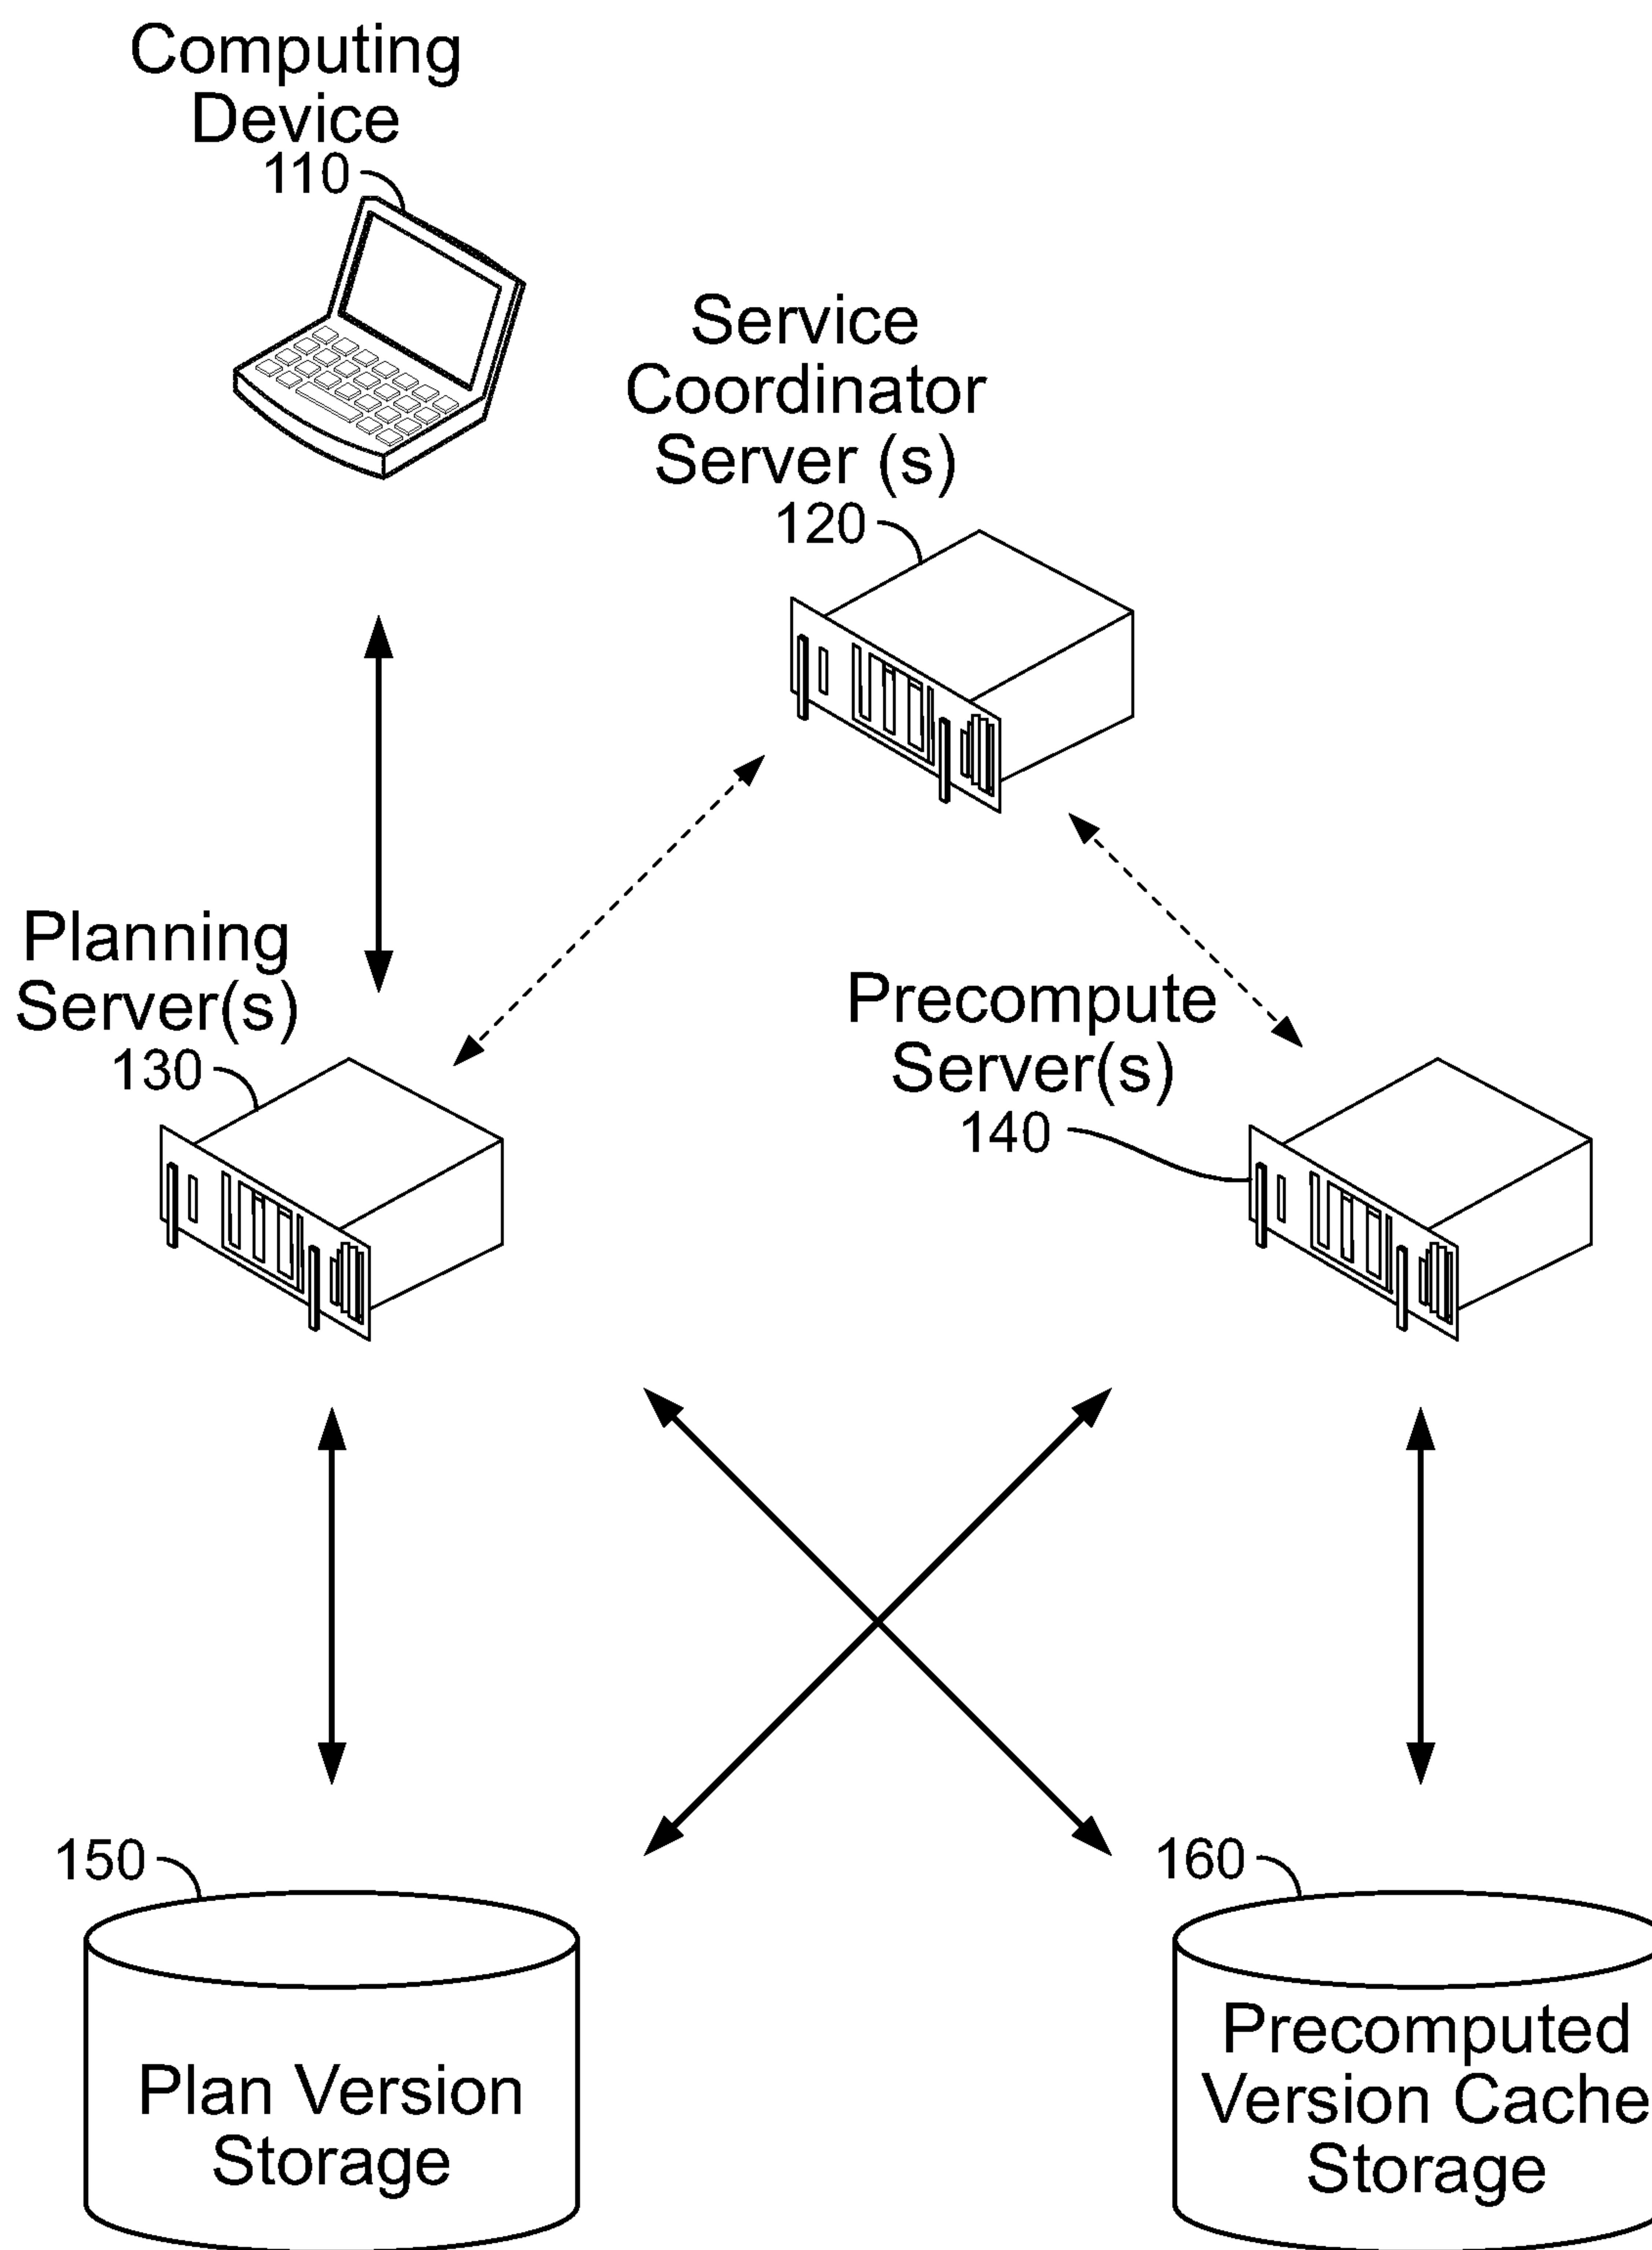 Computing
Device
110
Service
Coordinator
Server (s)
120
Planning
Server(s)
130
Precompute
Server(s)
140
150
Plan Version
Storage
160
Precomputed
Version Cache
Storage